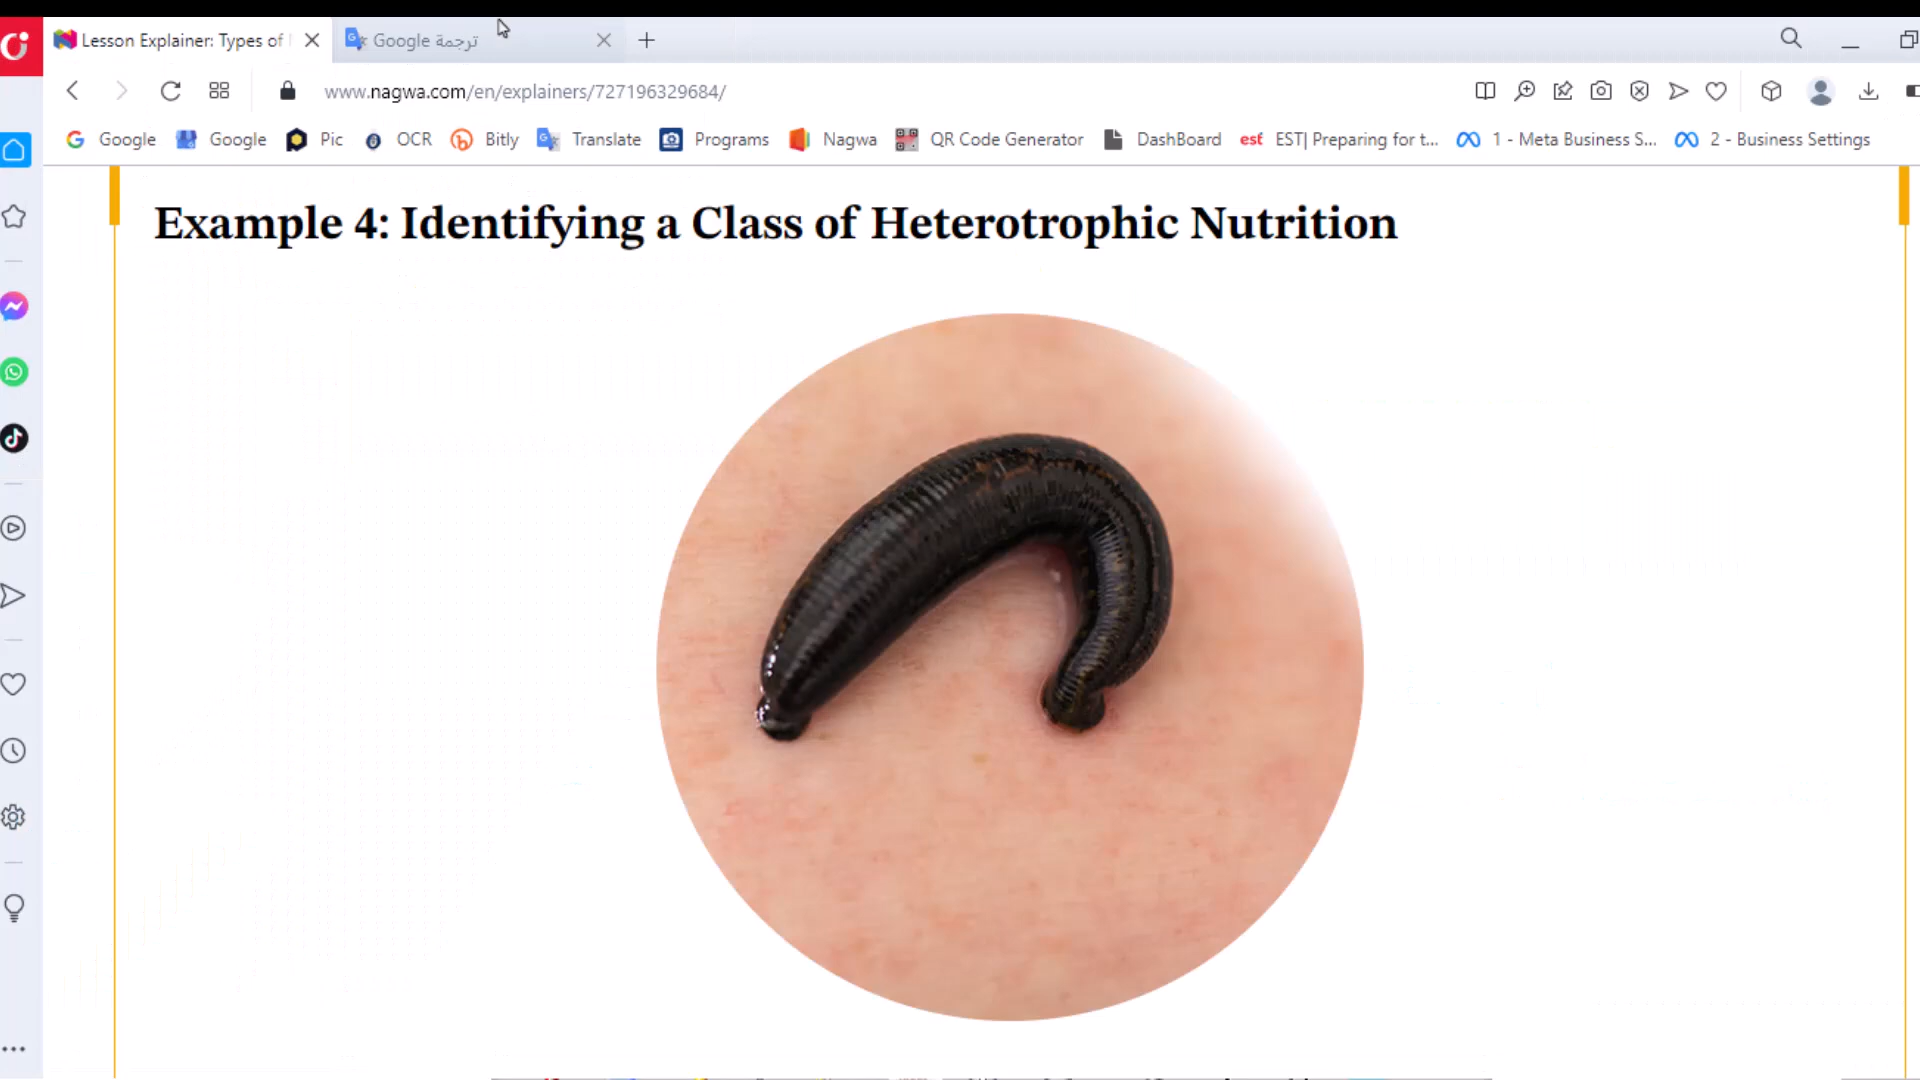 Lesson Explainer: Types of
ترجمة Google
www.nagwa.com/en/explainers/727196329684/
Google Google Pic OCR Bitly Translate Programs Nagwa QR Code Generator DashBoard esf EST| Preparing for t... 1 - Meta Business S... 2 - Business Settings
Example 4: Identifying a Class of Heterotrophic Nutrition